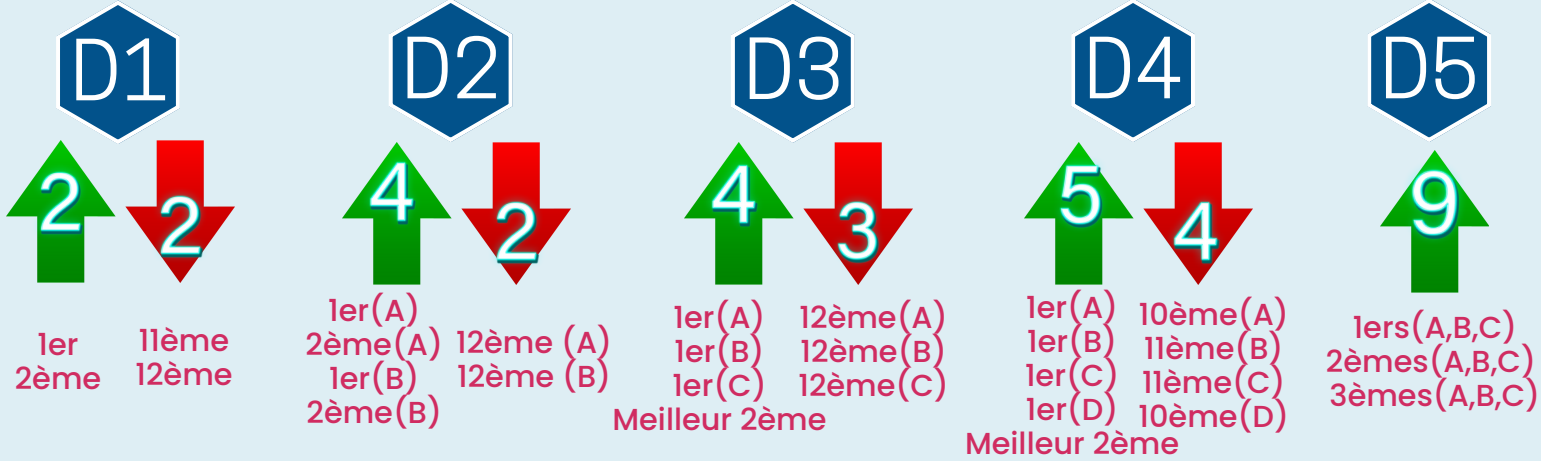 D1
2
2
1er
2ème
11ème
12ème
D2
4
2
1er(A)
2ème(A)
1er(B)
2ème(B)
12ème (A)
12ème (B)
D3
4
3
1er(A)
1er(B)
1er(C)
Meilleur 2ème
12ème(A)
12ème(B)
12ème(C)
D4
5
4
1er(A)
1er(B)
1er(C)
1er(D)
Meilleur 2ème
10ème(A)
11ème(B)
11ème(C)
10ème(D)
D5
9
1ers(A,B,C)
2èmes(A,B,C)
3èmes(A,B,C)